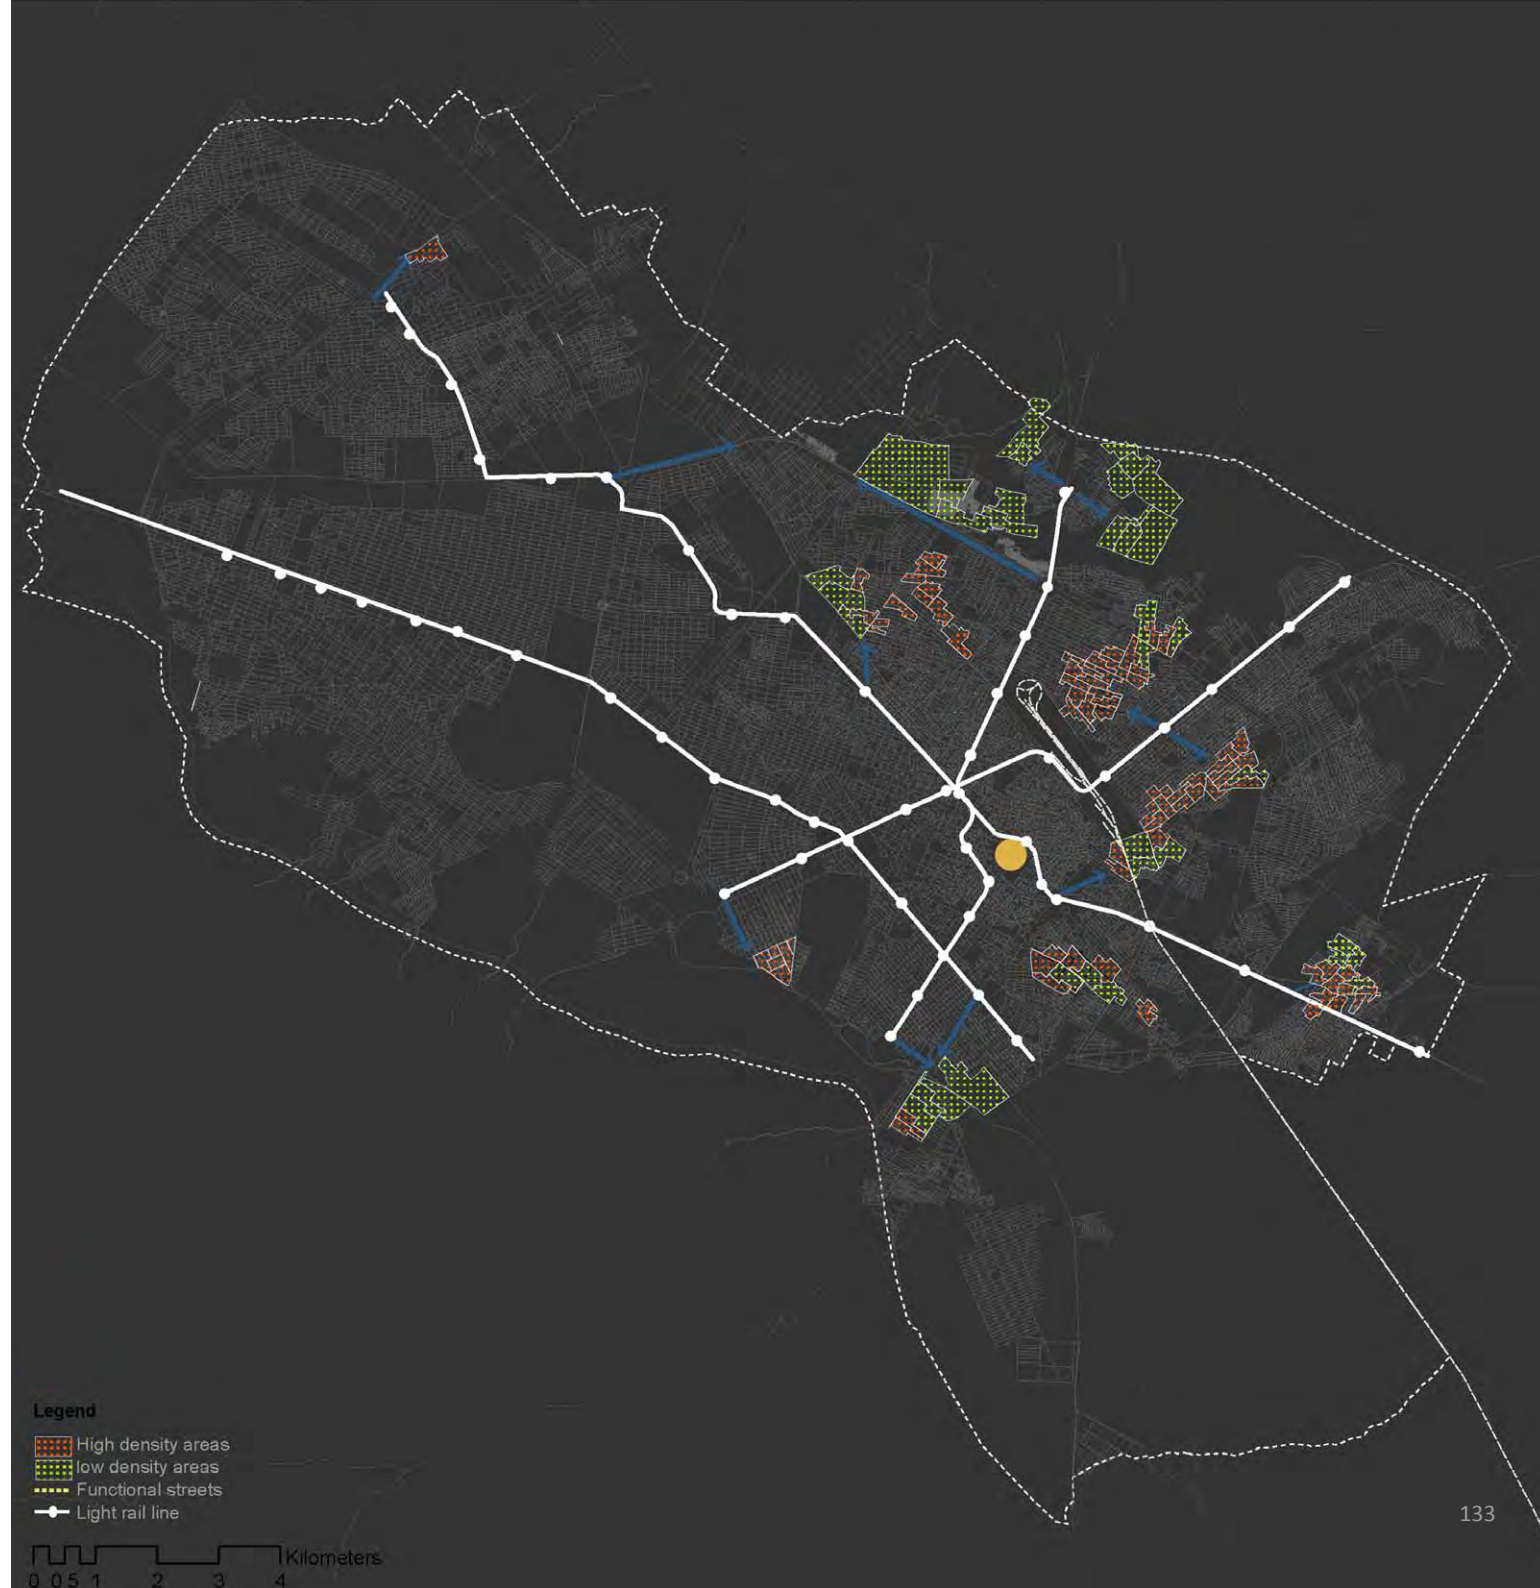 133
Legend
High density areas
low density areas
Functional streets
Light rail line
Kilometers
0 0.5 1 2 3 4